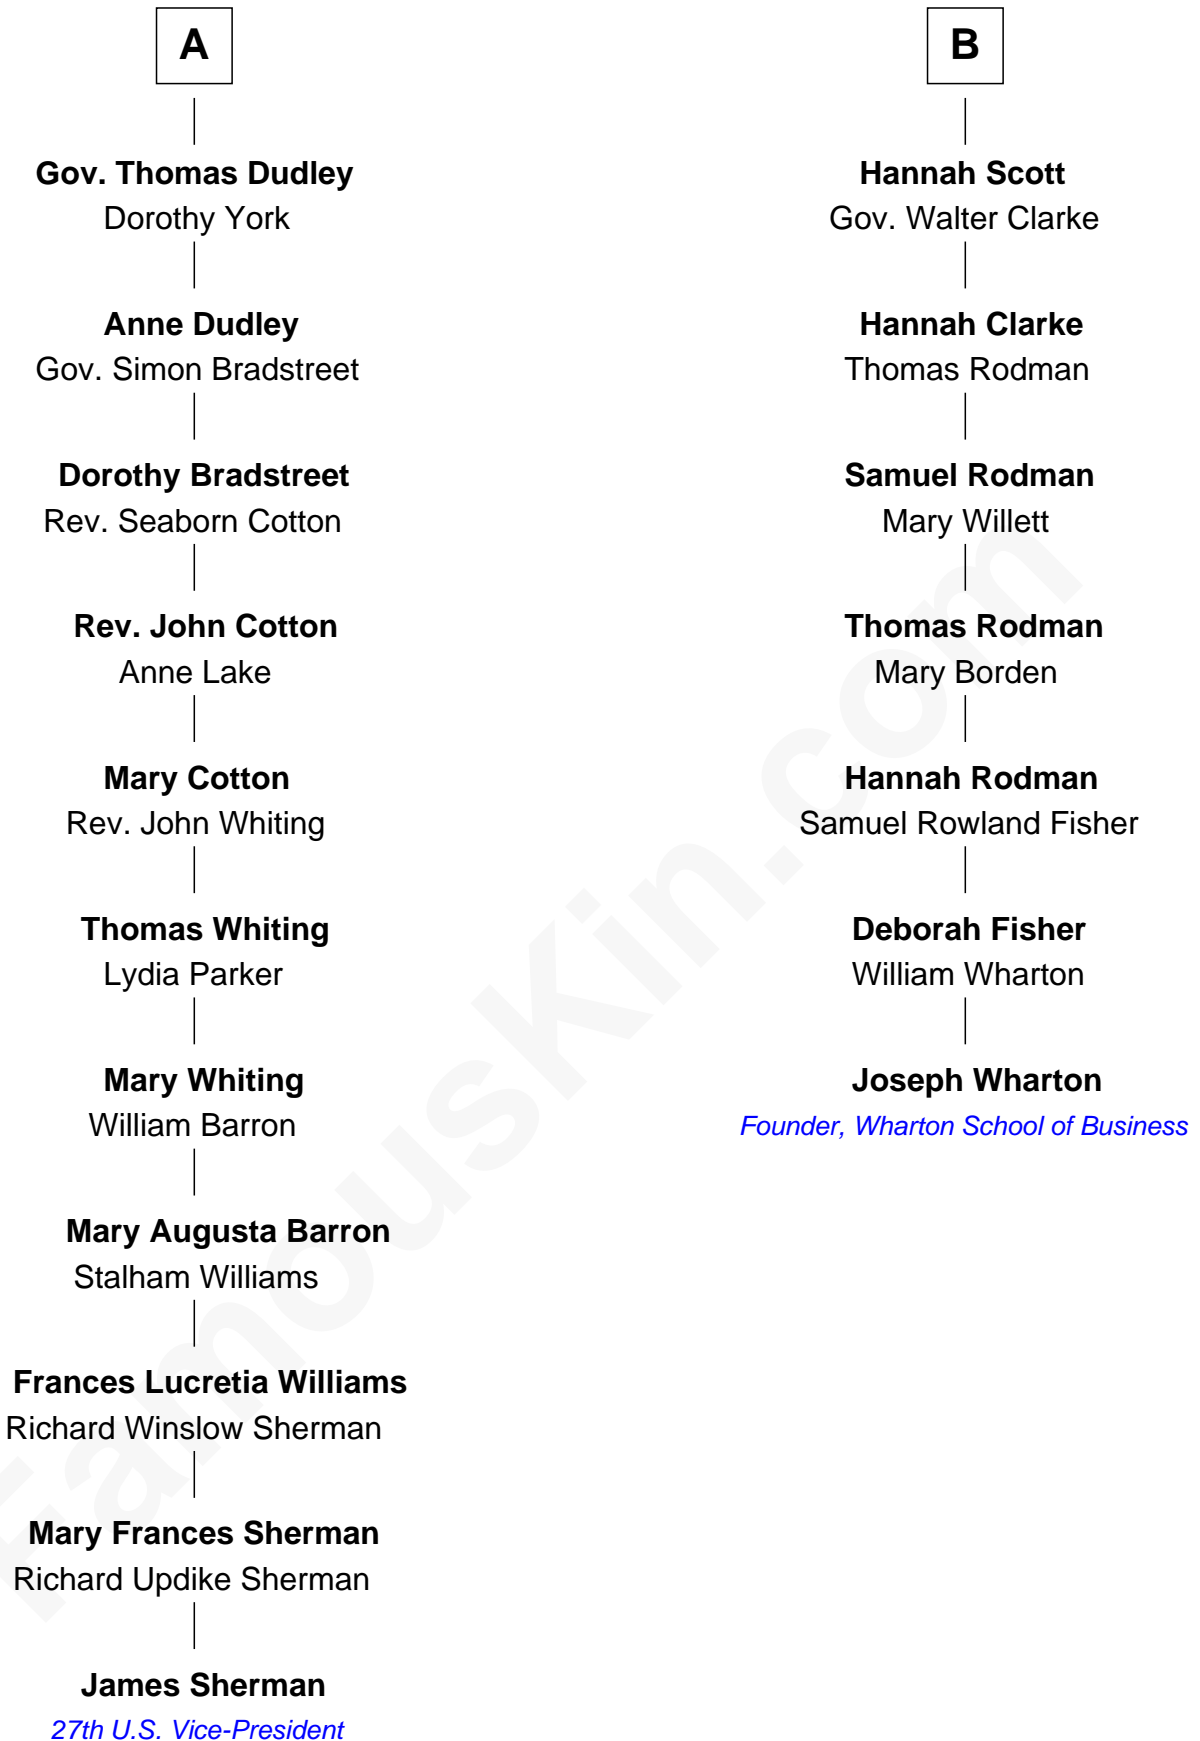 A
Gov. Thomas Dudley
Dorothy York
Anne Dudley
Gov. Simon Bradstreet
Dorothy Bradstreet
Rev. Seaborn Cotton
Rev. John Cotton
Anne Lake
Mary Cotton
Rev. John Whiting
Thomas Whiting
Lydia Parker
Mary Whiting
William Barron
Mary Augusta Barron
Stalham Williams
Frances Lucretia Williams
Richard Winslow Sherman
Mary Frances Sherman
Richard Updike Sherman
James Sherman
27th U.S. Vice-President
B
Hannah Scott
Gov. Walter Clarke
Hannah Clarke
Thomas Rodman
Samuel Rodman
Mary Willett
Thomas Rodman
Mary Borden
Hannah Rodman
Samuel Rowland Fisher
Deborah Fisher
William Wharton
Joseph Wharton
Founder, Wharton School of Business
FamousKin.com